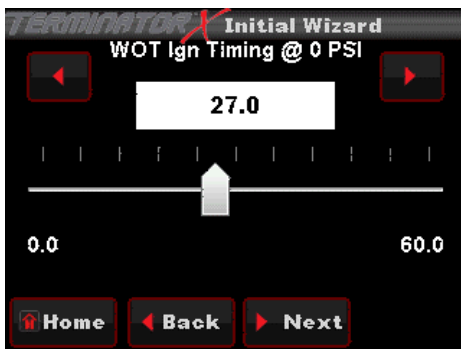 TERMINATOR X Initial Wizard
WOT Ign Timing @ 0 PSI
27.0
0.0 60.0
Home Back Next